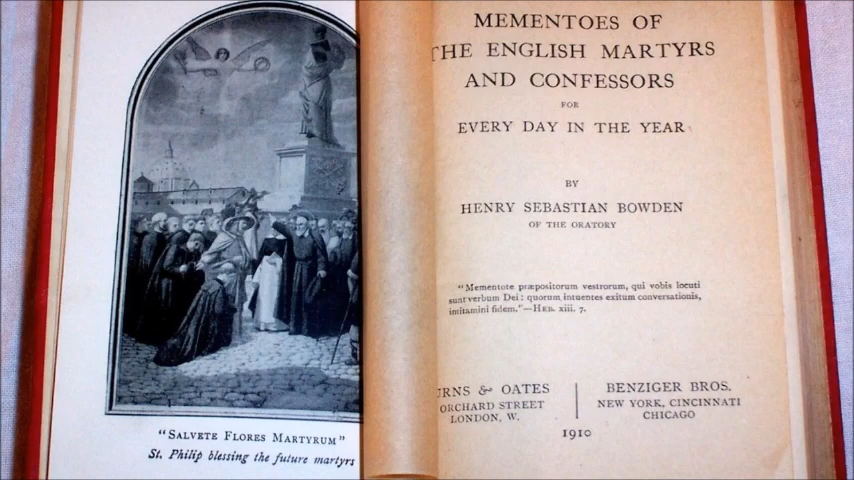 "SALVETE FLORES MARTYRUM"
St. Philip blessing the future martyrs
MEMENTOES OF
THE ENGLISH MARTYRS
AND CONFESSORS
FOR
EVERY DAY IN THE YEAR
BY
HENRY SEBASTIAN BOWDEN
OF THE ORATORY
"Mementote præpositorum vestrorum, qui vobis locuti
sunt verbum Dei: quorum intuentes exitum conversationis,
imitamini fidem."—HEB. xiii. 7.
URNS & OATES
ORCHARD STREET
LONDON, W.
BENZIGER BROS.
NEW YORK, CINCINNATI
CHICAGO
1910